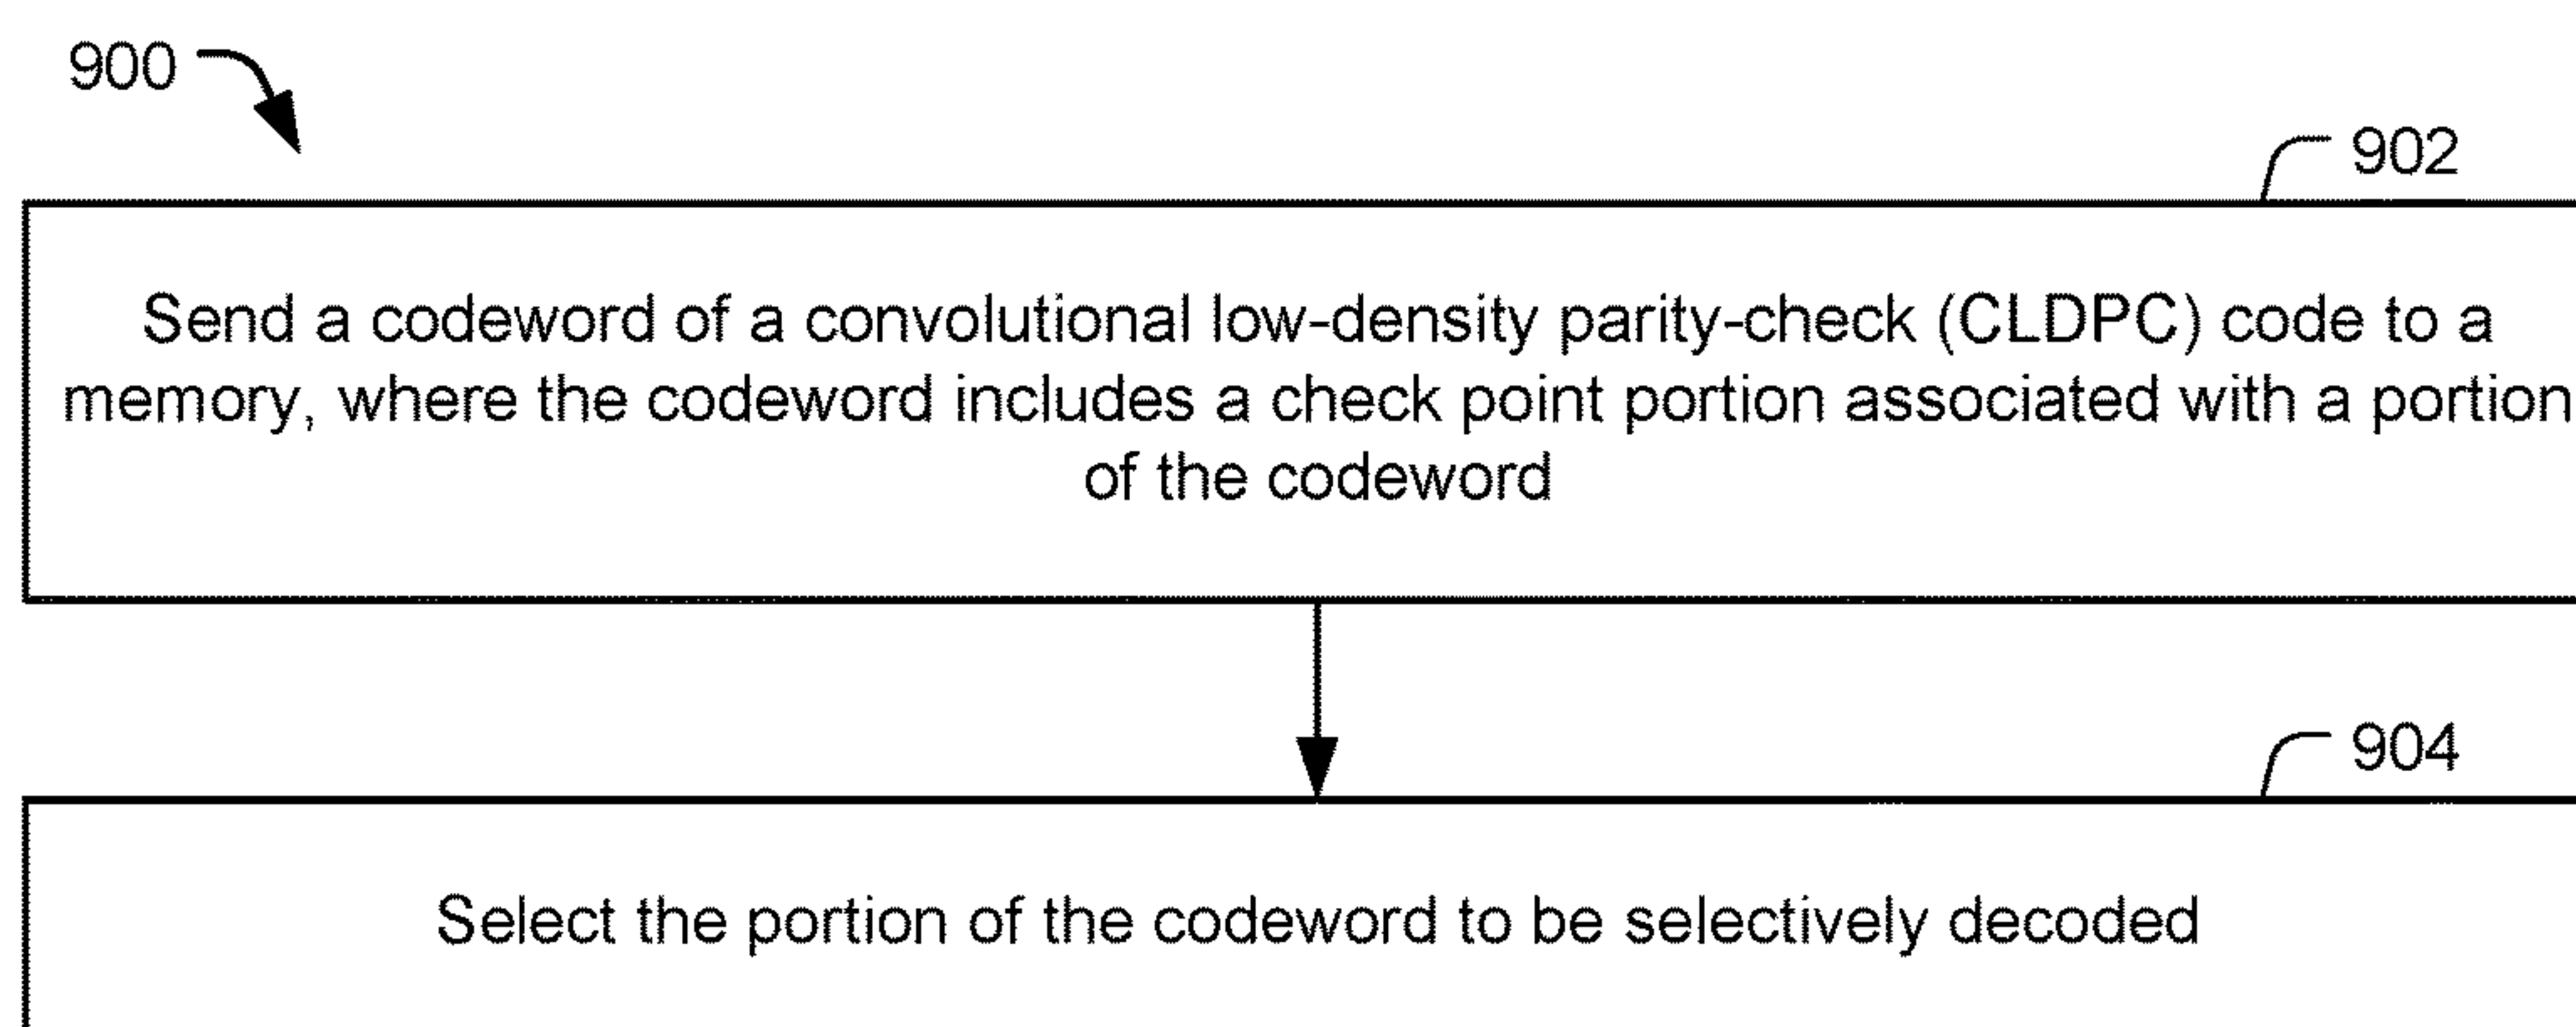 900
902
Send a codeword of a convolutional low-density parity-check (CLDPC) code to a
memory, where the codeword includes a check point portion associated with a portion
of the codeword
904
Select the portion of the codeword to be selectively decoded